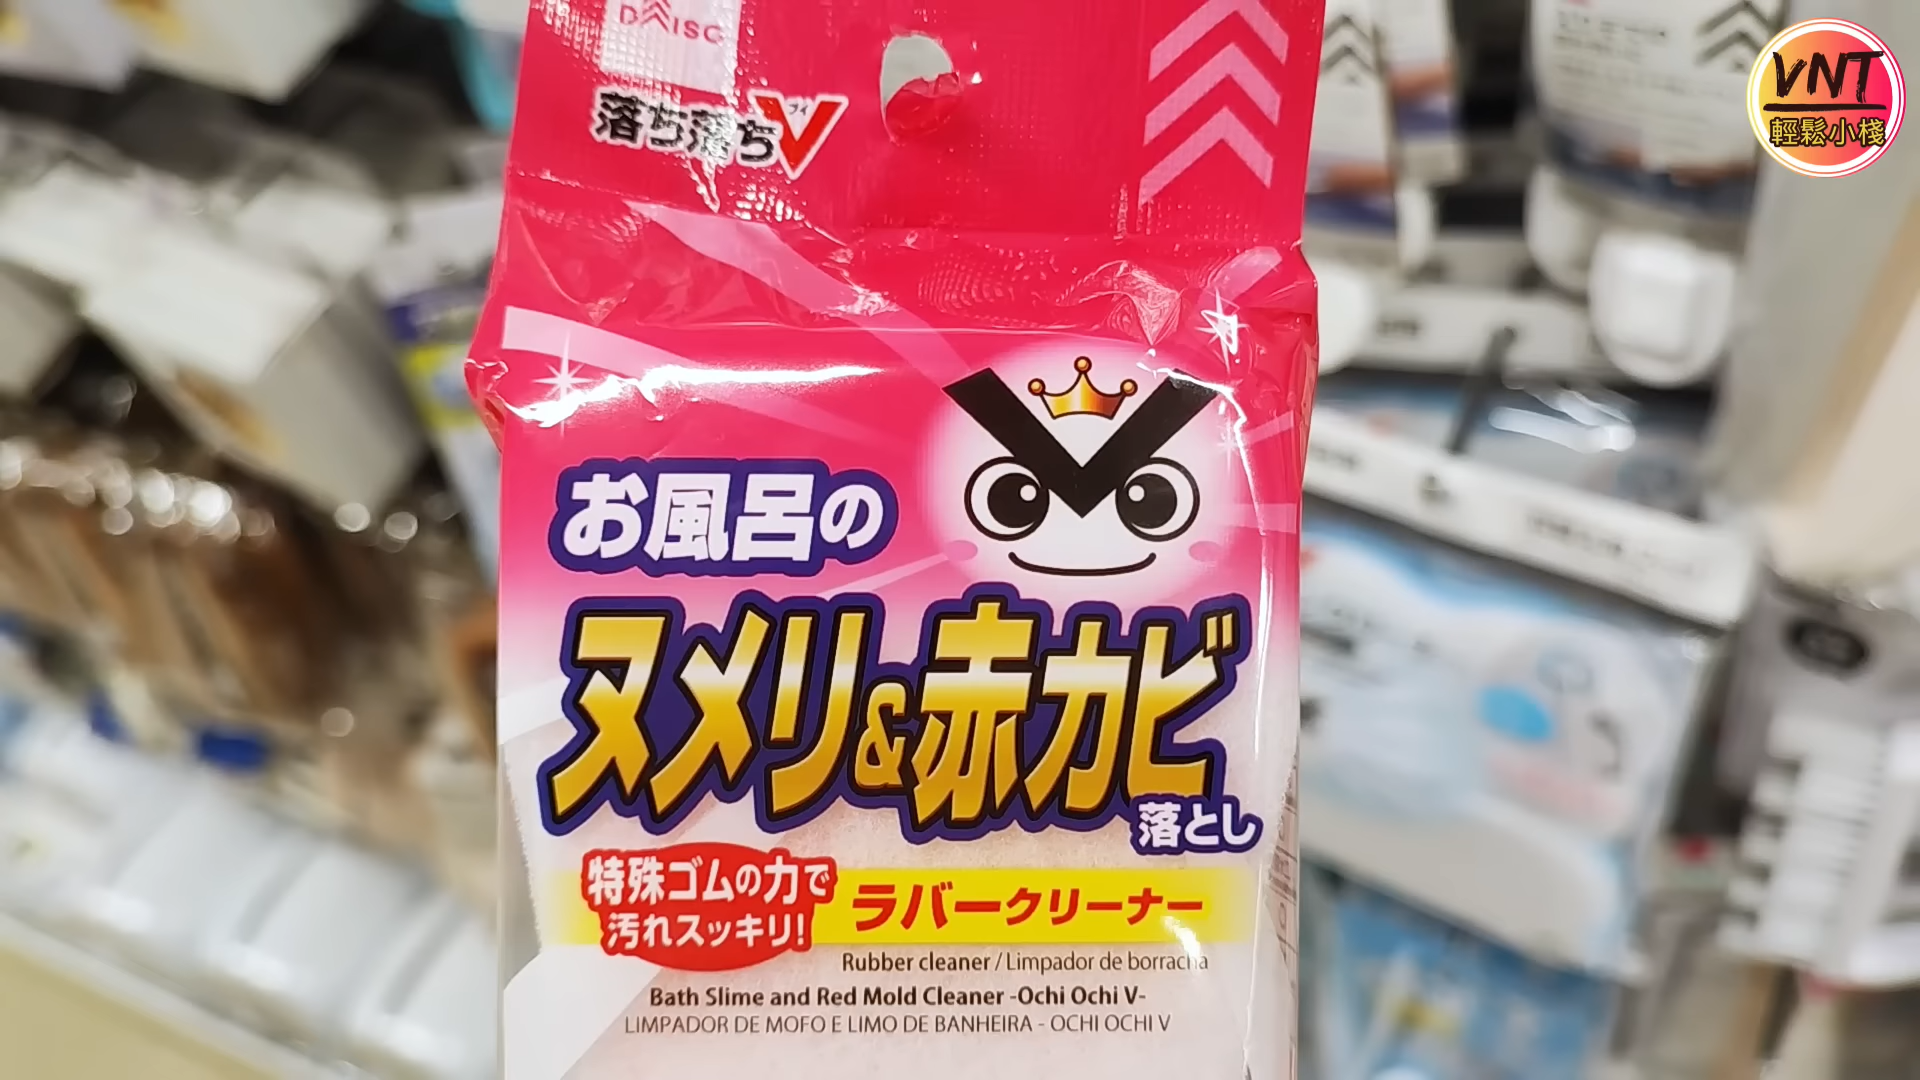 DAISO
落ち落ちV
ブイ
VNT
輕鬆小棧
お風呂の
ヌメリ&赤カビ
落とし
特殊ゴムの力で
汚れスッキリ!
ラバークリーナー
Rubber cleaner / Limpador de borracha
Bath Slime and Red Mold Cleaner -Ochi Ochi V-
LIMPADOR DE MOFO E LIMO DE BANHEIRA - OCHI OCHI V